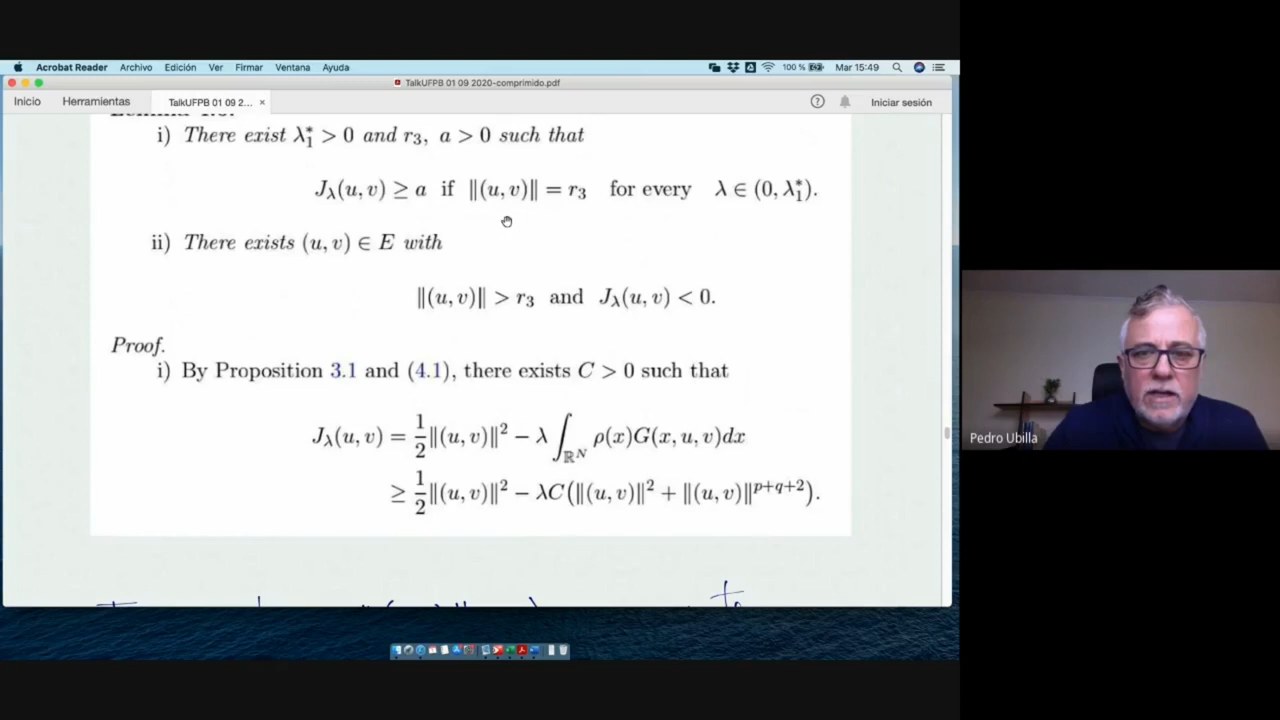 Acrobat Reader Archivo Edición Ver Firmar Ventana Ayuda 100 % Mar 15:49
TalkUFPB 01 09 2020-comprimido.pdf
Inicio Herramientas TalkUFPB 01 09 2... × Iniciar sesión
i) There exist λ₁* > 0 and r₃, a > 0 such that
J_λ(u, v) ≥ a if ‖(u, v)‖ = r₃ for every λ ∈ (0, λ₁*).
ii) There exists (u, v) ∈ E with
‖(u, v)‖ > r₃ and J_λ(u, v) < 0.
Proof.
i) By Proposition 3.1 and (4.1), there exists C > 0 such that
J_λ(u, v) = 1/2 ‖(u, v)‖² − λ ∫_{ℝ^N} ρ(x)G(x, u, v)dx
≥ 1/2 ‖(u, v)‖² − λC(‖(u, v)‖² + ‖(u, v)‖^{p+q+2}).
Pedro Ubilla